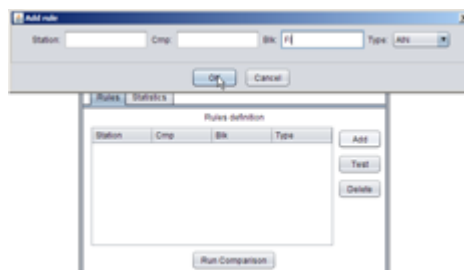 Add rule
Station: Cmp: Blk: FI Type: AIN
OK Cancel
Rules Statistics
Rules definition
Station Cmp Blk Type
Add
Test
Delete
Run Comparison